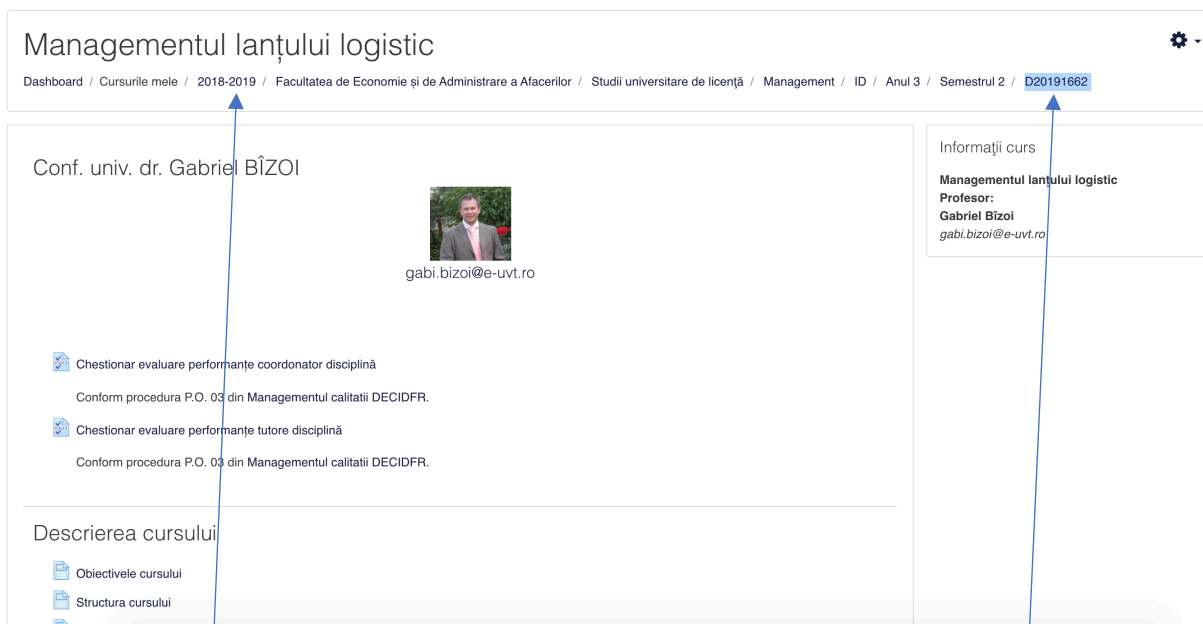 Managementul lanțului logistic
Dashboard / Cursurile mele / 2018-2019 / Facultatea de Economie și de Administrare a Afacerilor / Studii universitare de licenţă / Management / ID / Anul 3 / Semestrul 2 / D20191662
Conf. univ. dr. Gabriel BÎZOI
gabi.bizoi@e-uvt.ro
Chestionar evaluare performanțe coordonator disciplină
Conform procedura P.O. 03 din Managementul calitatii DECIDFR.
Chestionar evaluare performanțe tutore disciplină
Conform procedura P.O. 03 din Managementul calitatii DECIDFR.
Descrierea cursului
Obiectivele cursului
Structura cursului
Informaţii curs
Managementul lanțului logistic
Profesor:
Gabriel Bîzoi
gabi.bizoi@e-uvt.ro